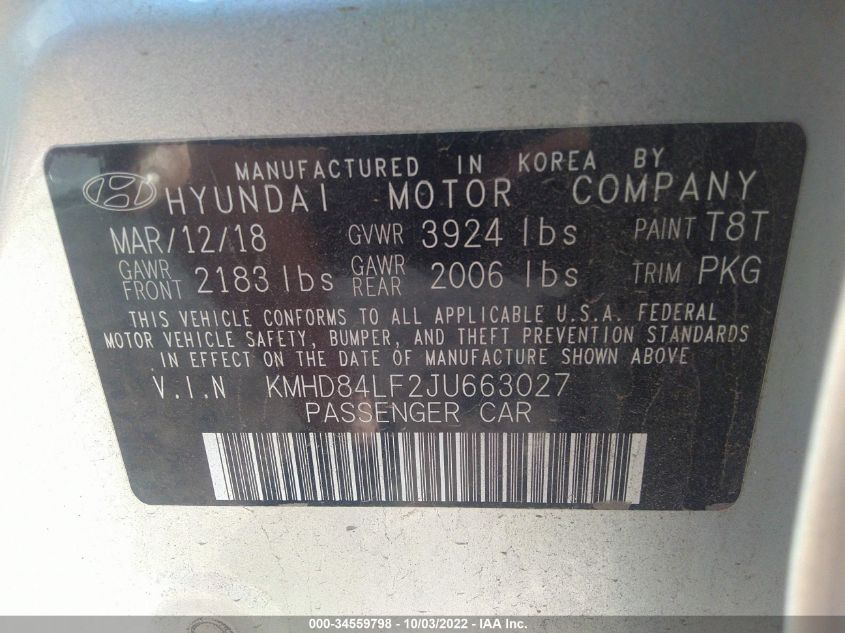 MANUFACTURED IN KOREA BY
HYUNDAI MOTOR COMPANY
MAR/12/18 GVWR 3924 lbs PAINT T8T
GAWR FRONT 2183 lbs GAWR REAR 2006 lbs TRIM PKG
THIS VEHICLE CONFORMS TO ALL APPLICABLE U.S.A. FEDERAL
MOTOR VEHICLE SAFETY, BUMPER, AND THEFT PREVENTION STANDARDS
IN EFFECT ON THE DATE OF MANUFACTURE SHOWN ABOVE
V.I.N KMHD84LF2JU663027
PASSENGER CAR
000-34559798 - 10/03/2022 - © IAA Inc.